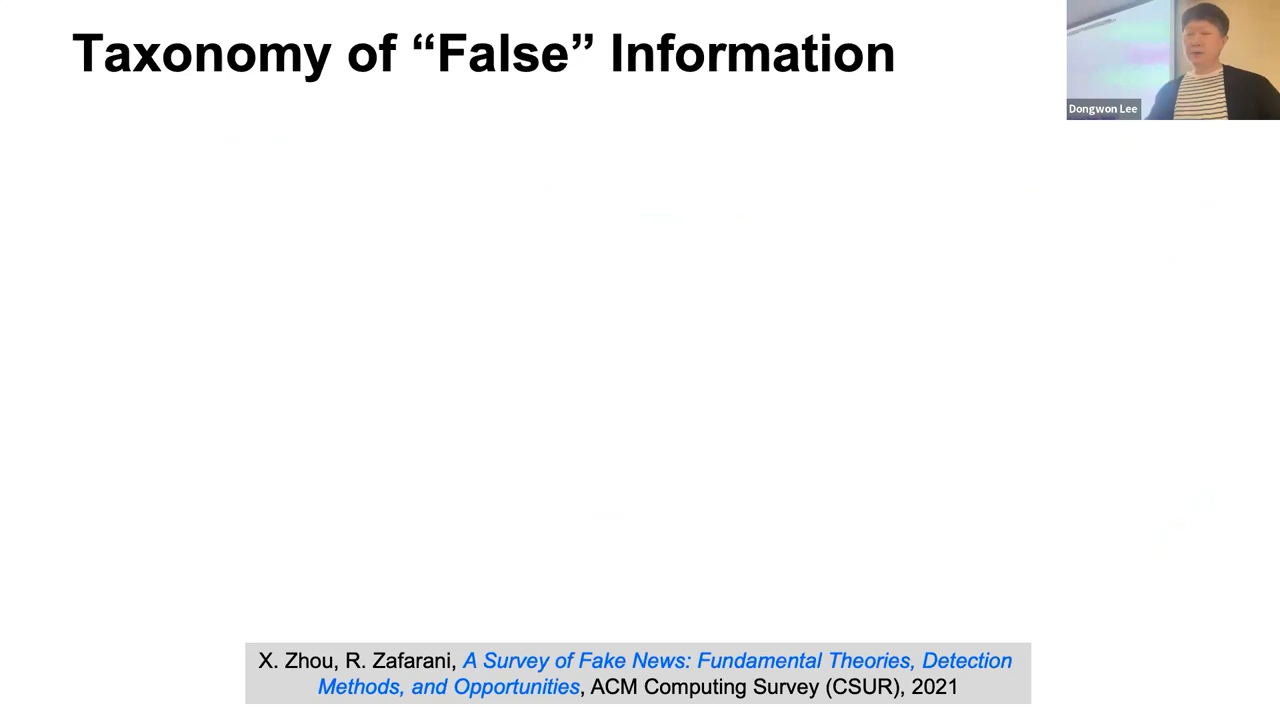 Taxonomy of “False” Information
Dongwon Lee
X. Zhou, R. Zafarani, A Survey of Fake News: Fundamental Theories, Detection
Methods, and Opportunities, ACM Computing Survey (CSUR), 2021